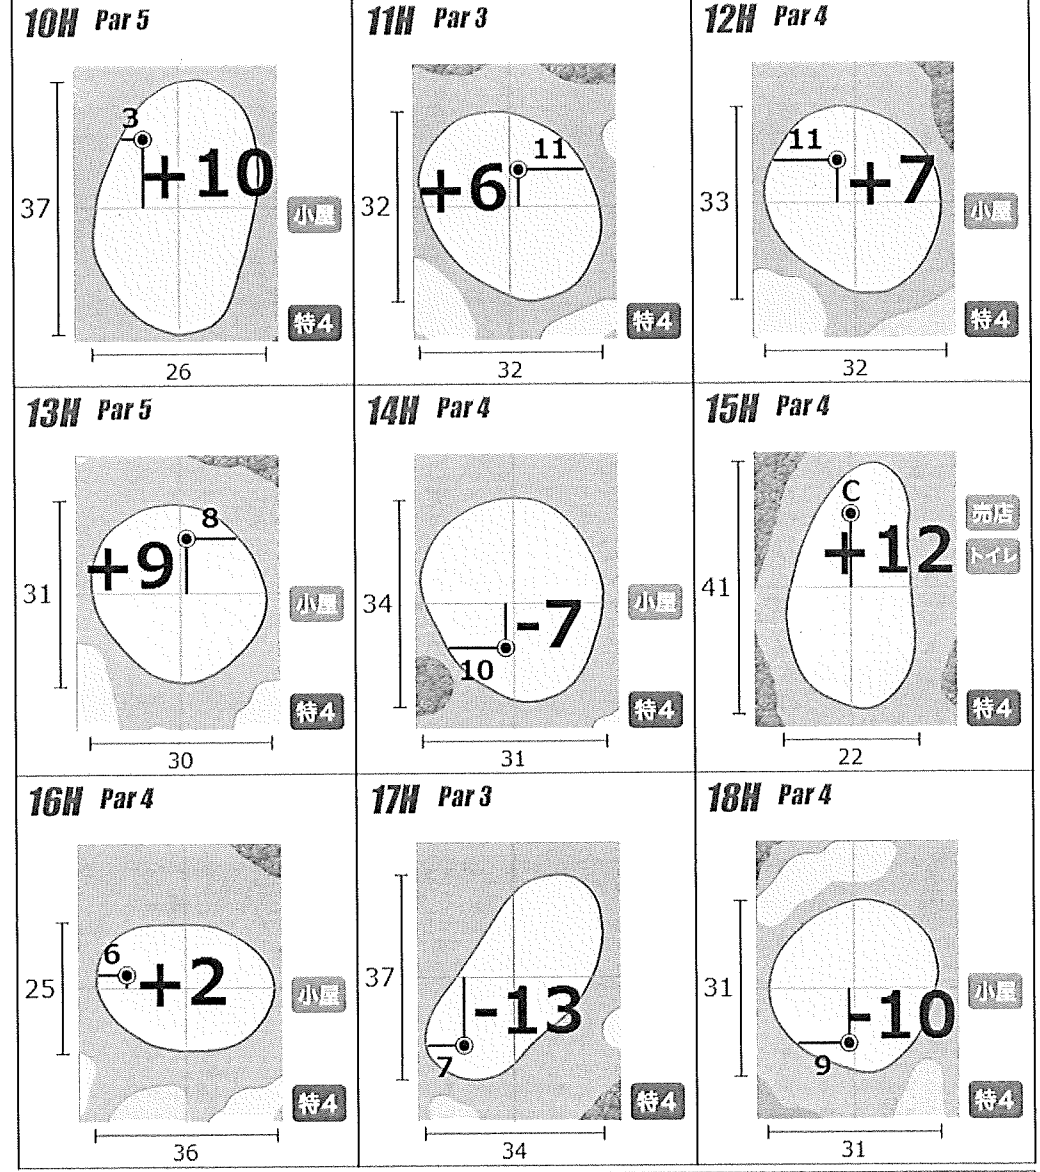 10H Par 5
3
+10
37
小屋
特4
26
11H Par 3
11
+6
32
特4
32
12H Par 4
11
+7
33
小屋
特4
32
13H Par 5
8
+9
31
小屋
特4
30
14H Par 4
-7
34
小屋
10
特4
31
15H Par 4
C
売店
+12
トイレ
41
特4
22
16H Par 4
6
+2
25
小屋
特4
36
17H Par 3
37
-13
7
特4
34
18H Par 4
31
小屋
-10
9
特4
31